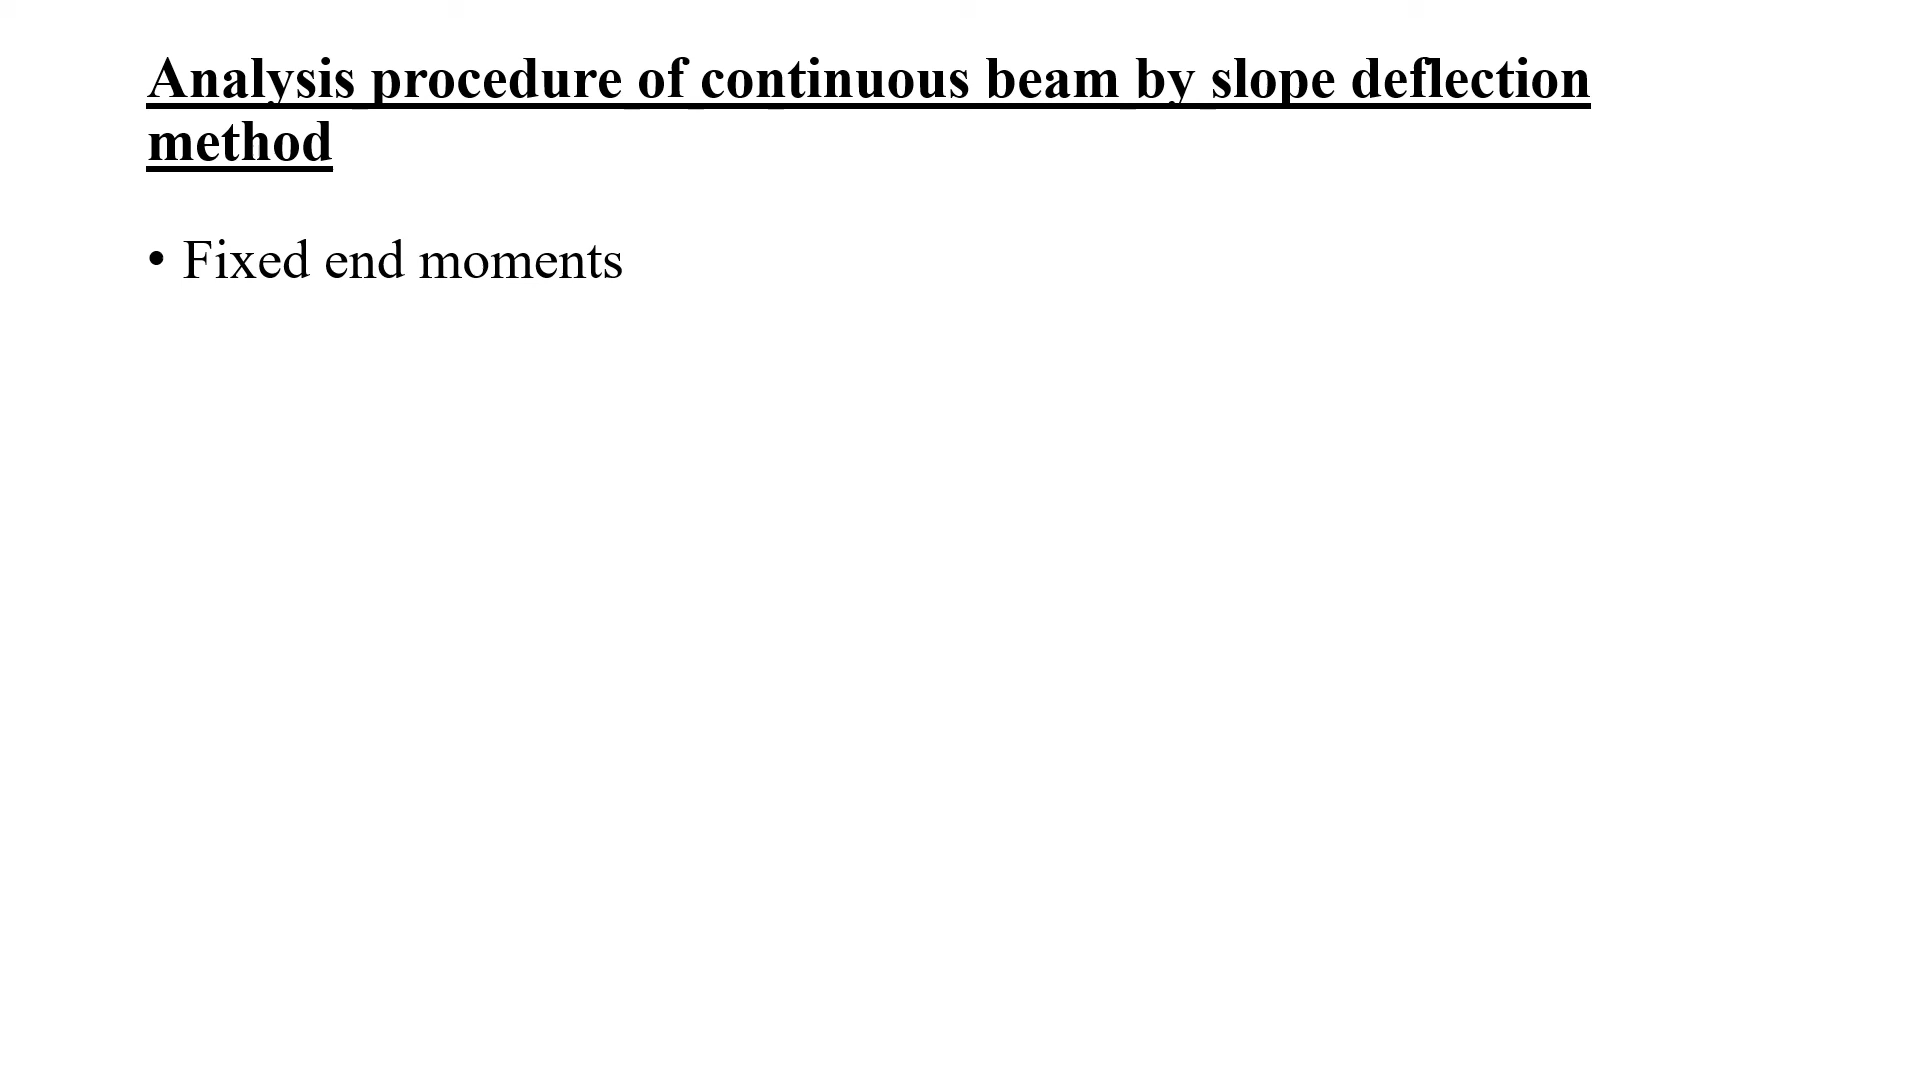 Analysis procedure of continuous beam by slope deflection
method
• Fixed end moments